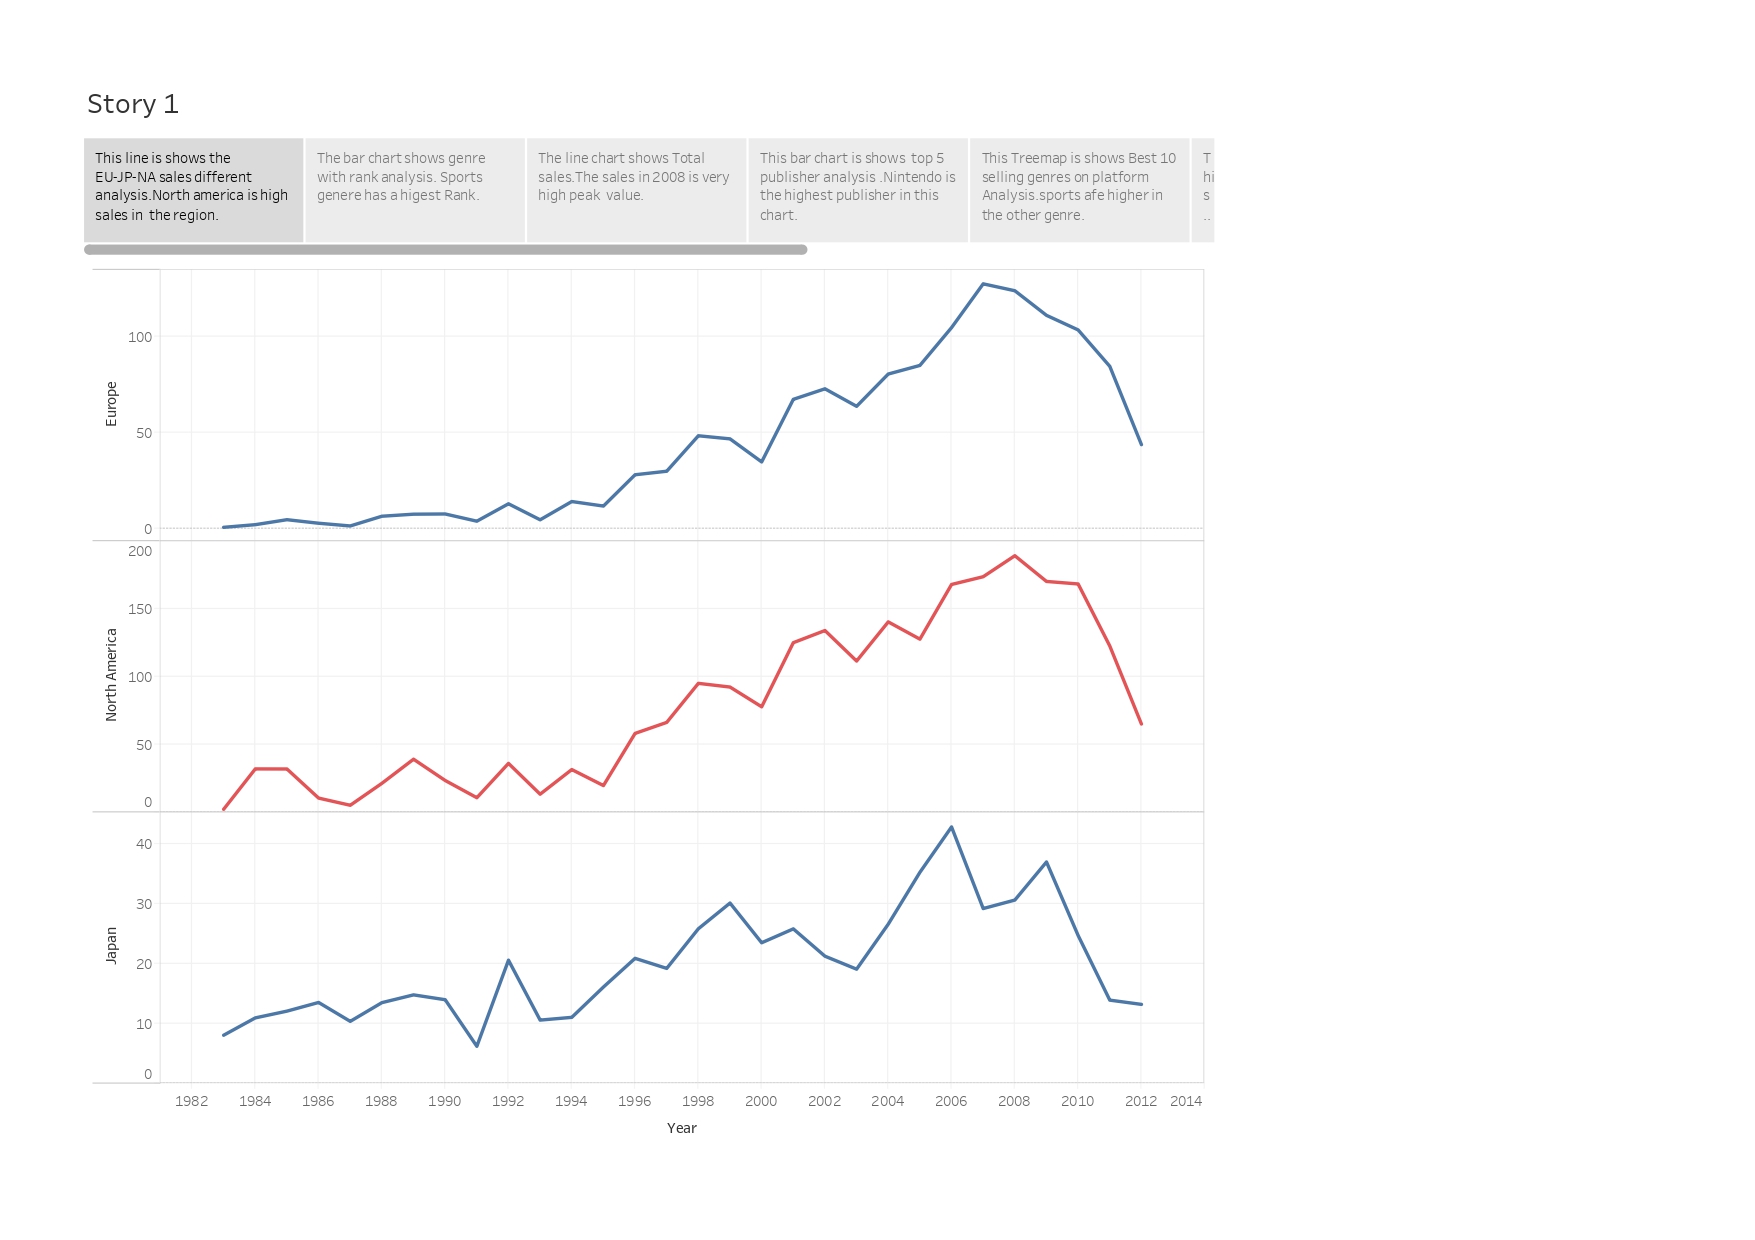 Story 1
This line is shows the
EU-JP-NA sales different
analysis.North america is high
sales in the region.
The bar chart shows genre
with rank analysis. Sports
genere has a higest Rank.
The line chart shows Total
sales.The sales in 2008 is very
high peak value.
This bar chart is shows top 5
publisher analysis .Nintendo is
the highest publisher in this
chart.
This Treemap is shows Best 10
selling genres on platform
Analysis.sports afe higher in
the other genre.
T
hi
s
..
Europe
100
50
0
North America
200
150
100
50
0
Japan
40
30
20
10
0
1982 1984 1986 1988 1990 1992 1994 1996 1998 2000 2002 2004 2006 2008 2010 2012 2014
Year